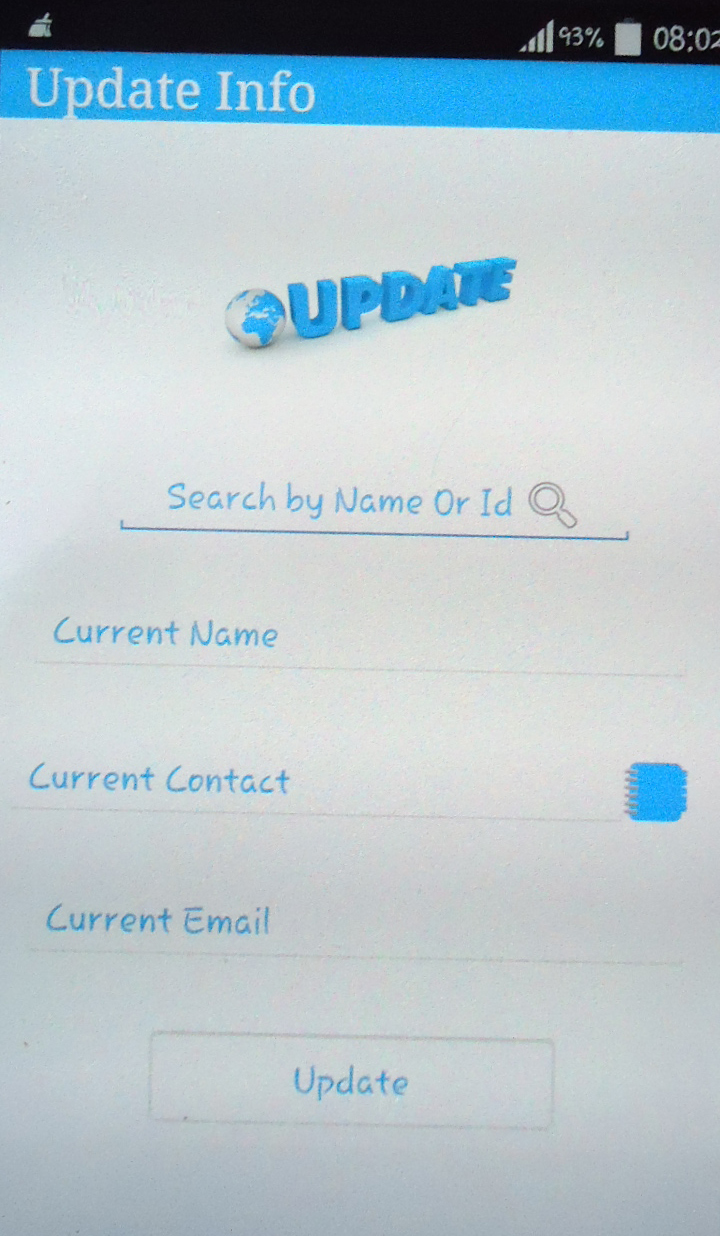 93% 08:02
Update Info
UPDATE
Search by Name Or Id
Current Name
Current Contact
Current Email
Update